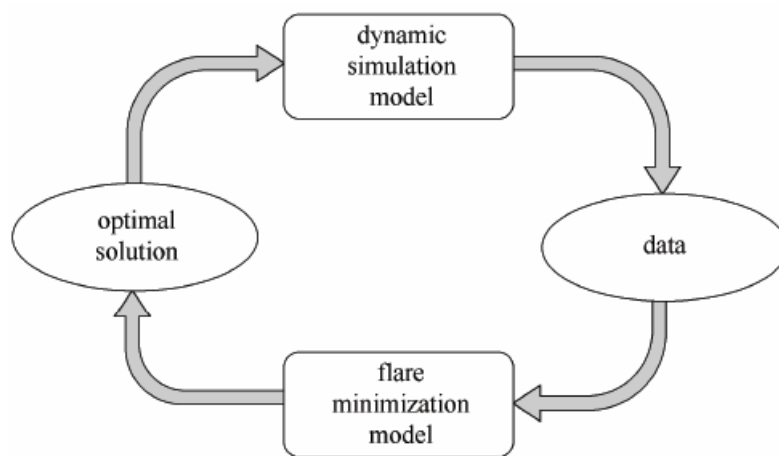 dynamic
simulation
model
optimal
solution
data
flare
minimization
model